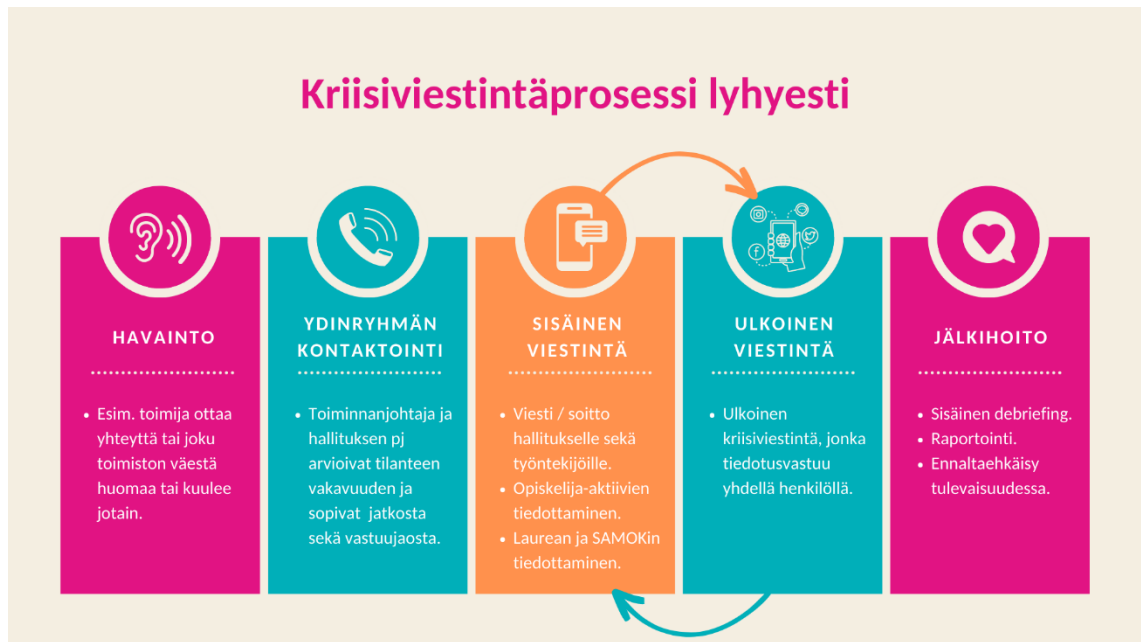 Kriisiviestintäprosessi lyhyesti
HAVAINTO
• Esim. toimija ottaa
yhteyttä tai joku
toimiston väestä
huomaa tai kuulee
jotain.
YDINRYHMÄN
KONTAKTOINTI
• Toiminnanjohtaja ja
hallituksen pj
arvioivat tilanteen
vakavuuden ja
sopivat jatkosta
sekä vastuujaosta.
SISÄINEN
VIESTINTÄ
• Viesti / soitto
hallitukselle sekä
työntekijöille.
• Opiskelija-aktiivien
tiedottaminen.
• Laurean ja SAMOKin
tiedottaminen.
ULKOINEN
VIESTINTÄ
• Ulkoinen
kriisiviestintä, jonka
tiedotusvastuu
yhdellä henkilöllä.
JÄLKIHOITO
• Sisäinen debriefing.
• Raportointi.
• Ennaltaehkäisy
tulevaisuudessa.